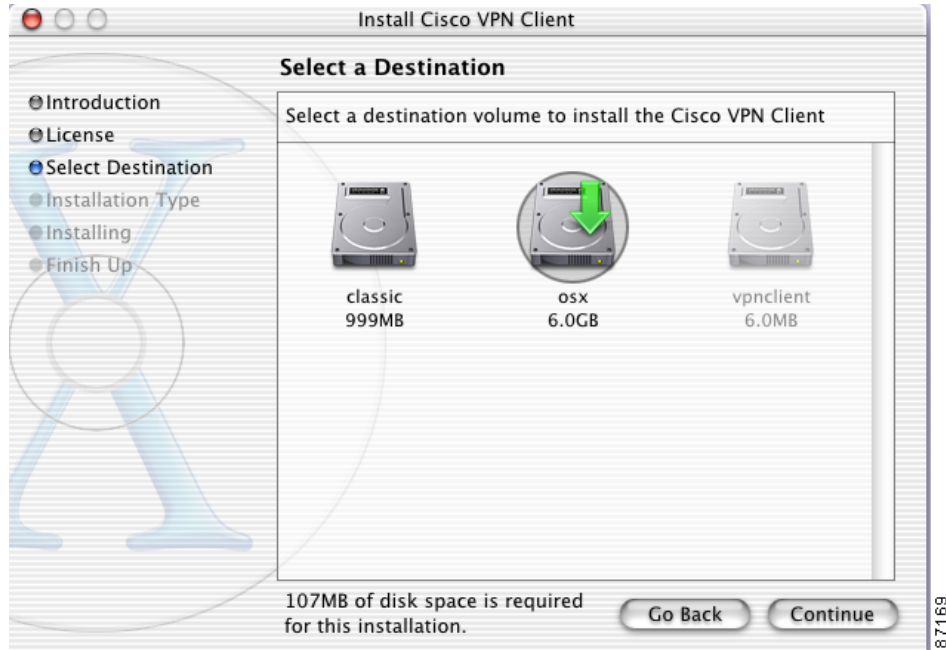 Install Cisco VPN Client
Select a Destination
Introduction
License
Select Destination
Installation Type
Installing
Finish Up
Select a destination volume to install the Cisco VPN Client
classic
999MB
osx
6.0GB
vpnclient
6.0MB
107MB of disk space is required
for this installation.
Go Back
Continue
87169